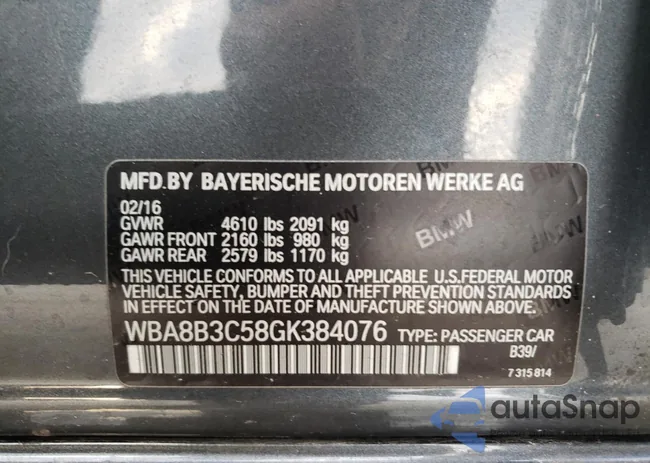 MFD.BY BAYERISCHE MOTOREN WERKE AG
02/16
GVWR 4610 lbs 2091 kg
GAWR FRONT 2160 lbs 980 kg
GAWR REAR 2579 lbs 1170 kg
THIS VEHICLE CONFORMS TO ALL APPLICABLE U.S.FEDERAL MOTOR
VEHICLE SAFETY, BUMPER AND THEFT PREVENTION STANDARDS
IN EFFECT ON THE DATE OF MANUFACTURE SHOWN ABOVE.
WBA8B3C58GK384076 TYPE: PASSENGER CAR
B39/
7 315 814
BMW
autoSnap